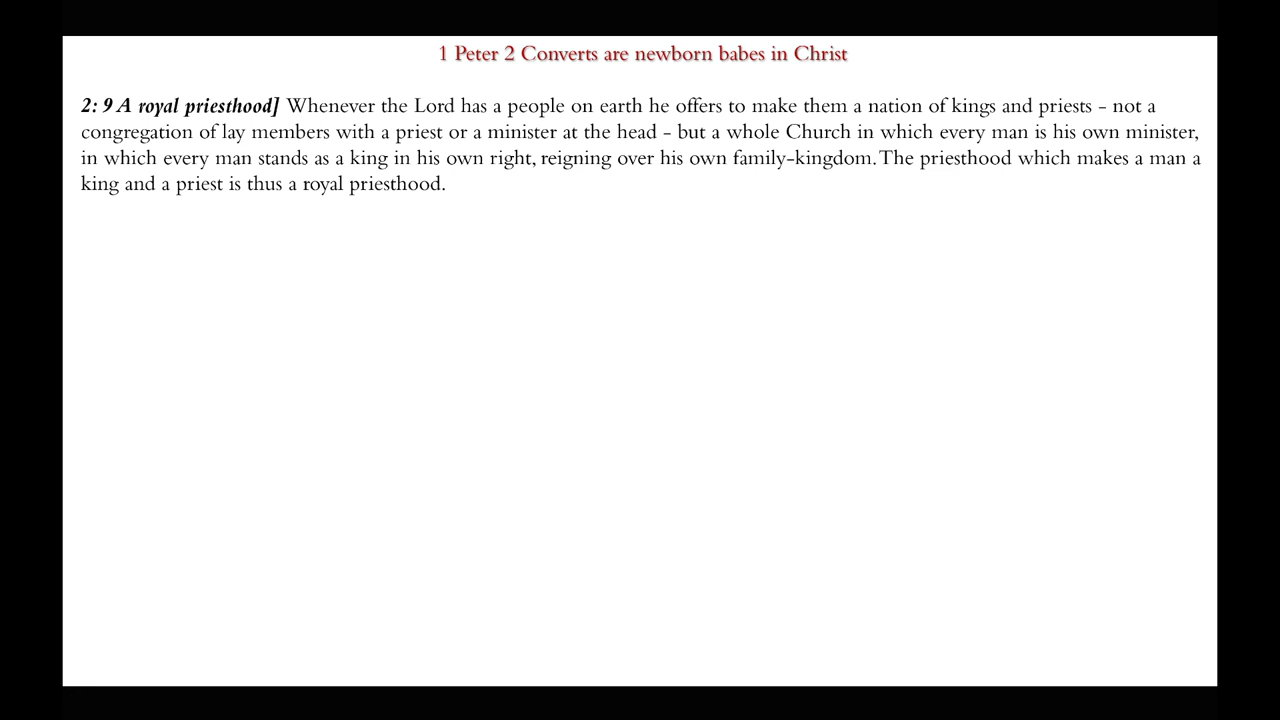 1 Peter 2 Converts are newborn babes in Christ
2: 9 A royal priesthood] Whenever the Lord has a people on earth he offers to make them a nation of kings and priests - not a
congregation of lay members with a priest or a minister at the head - but a whole Church in which every man is his own minister,
in which every man stands as a king in his own right, reigning over his own family-kingdom. The priesthood which makes a man a
king and a priest is thus a royal priesthood.